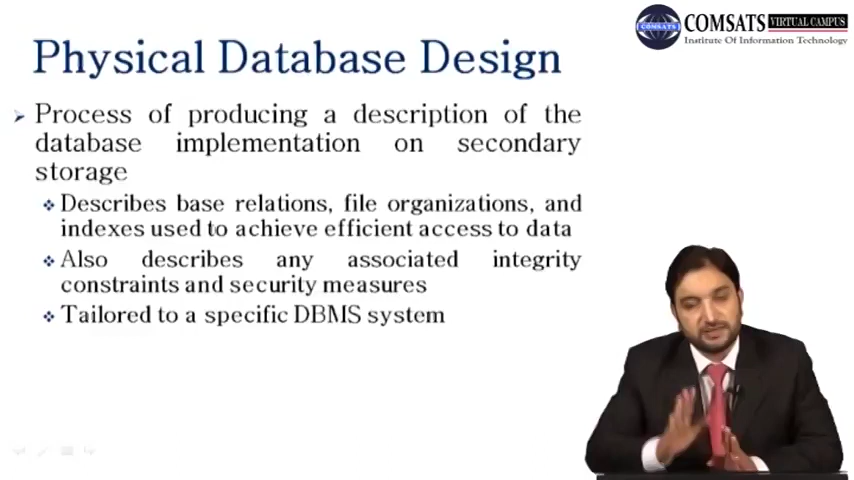 COMSATS VIRTUAL CAMPUS
Institute Of Information Technology
Physical Database Design
Process of producing a description of the
database implementation on secondary
storage
Describes base relations, file organizations, and
indexes used to achieve efficient access to data
Also describes any associated integrity
constraints and security measures
Tailored to a specific DBMS system